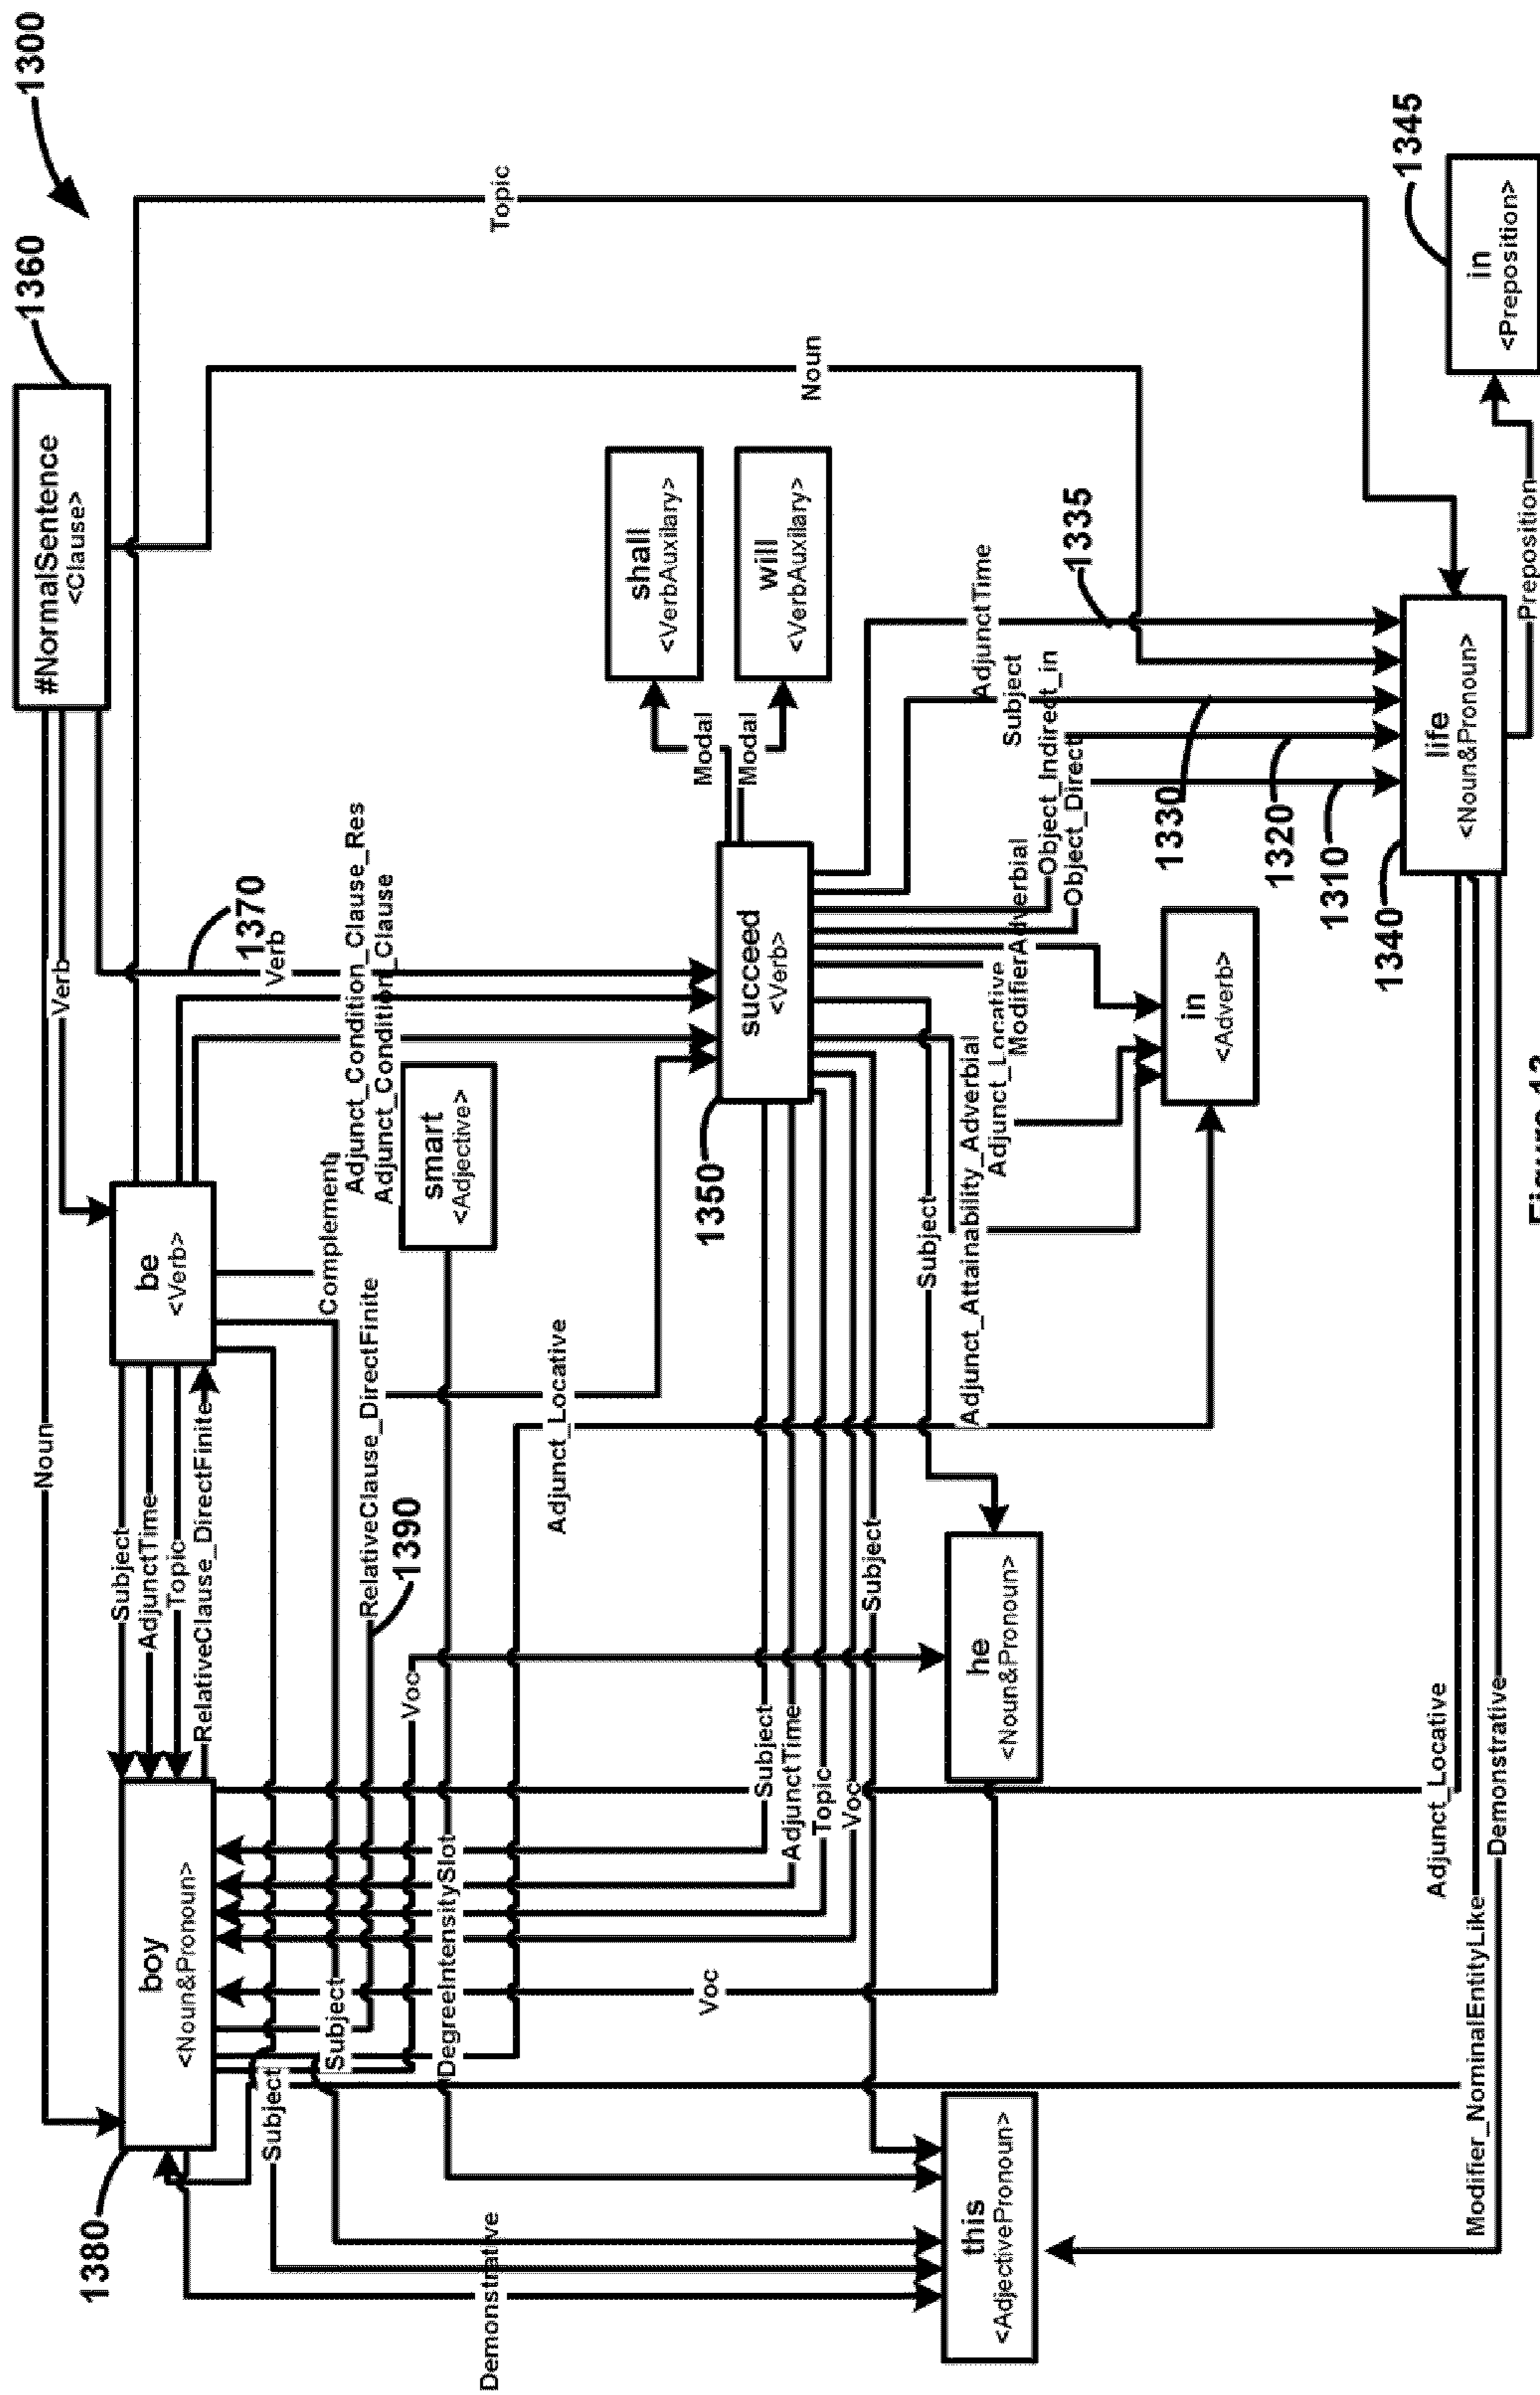 1300
1360
#NormalSentence
<Clause>
Noun
Verb
Topic
be
<Verb>
Subject
AdjunctTime
Topic
RelativeClause_DirectFinite
1380
boy
<Noun&Pronoun>
1370
Verb
Noun
Complement
Adjunct_Condition_Clause_Res
Adjunct_Condition_Clause
smart
<Adjective>
RelativeClause_DirectFinite
1390
Subject
Subject
Voc
DegreeIntensitySlot
Adjunct_Locative
Demonstrative
shall
<VerbAuxilary>
will
<VerbAuxilary>
Modal
Modal
1350
succeed
<Verb>
Subject
AdjunctTime
Topic
Voc
Subject
Subject
Voc
Adjunct_Attainability_Adverbial
Adjunct_Locative
ModifierAdverbial
Object_Indirect_in
Object_Direct
Subject
AdjunctTime
1335
1330
1320
1310
1340
this
<AdjectivePronoun>
he
<Noun&Pronoun>
in
<Adverb>
life
<Noun&Pronoun>
1345
in
<Preposition>
Preposition
Adjunct_Locative
Modifier_NominalEntityLike
Demonstrative
Figure 13